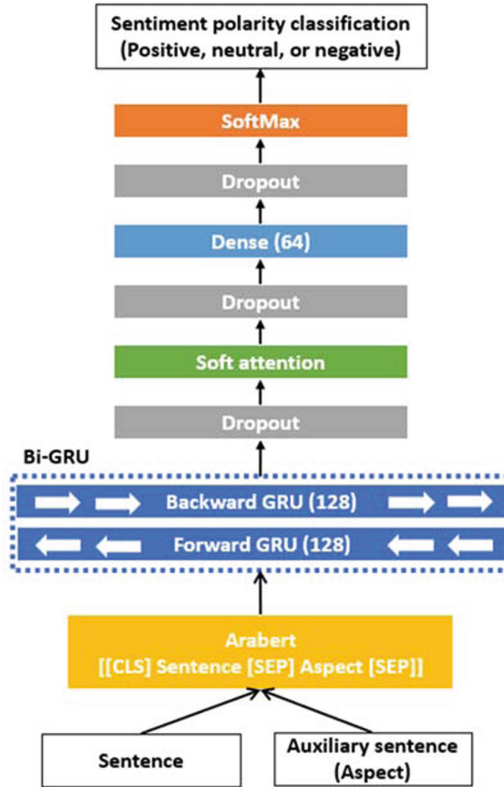 Sentiment polarity classification
(Positive, neutral, or negative)
SoftMax
Dropout
Dense (64)
Dropout
Soft attention
Dropout
Bi-GRU
Backward GRU (128)
Forward GRU (128)
Arabert
[[CLS] Sentence [SEP] Aspect [SEP]]
Sentence
Auxiliary sentence
(Aspect)